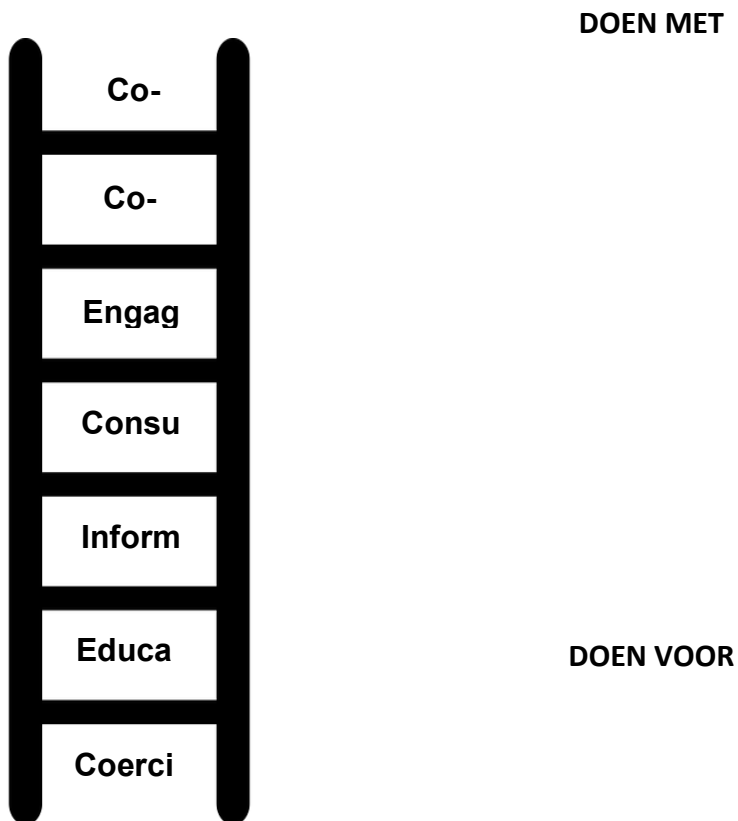 DOEN MET
Co-
Co-
Engag
Consu
Inform
Educa
DOEN VOOR
Coerci